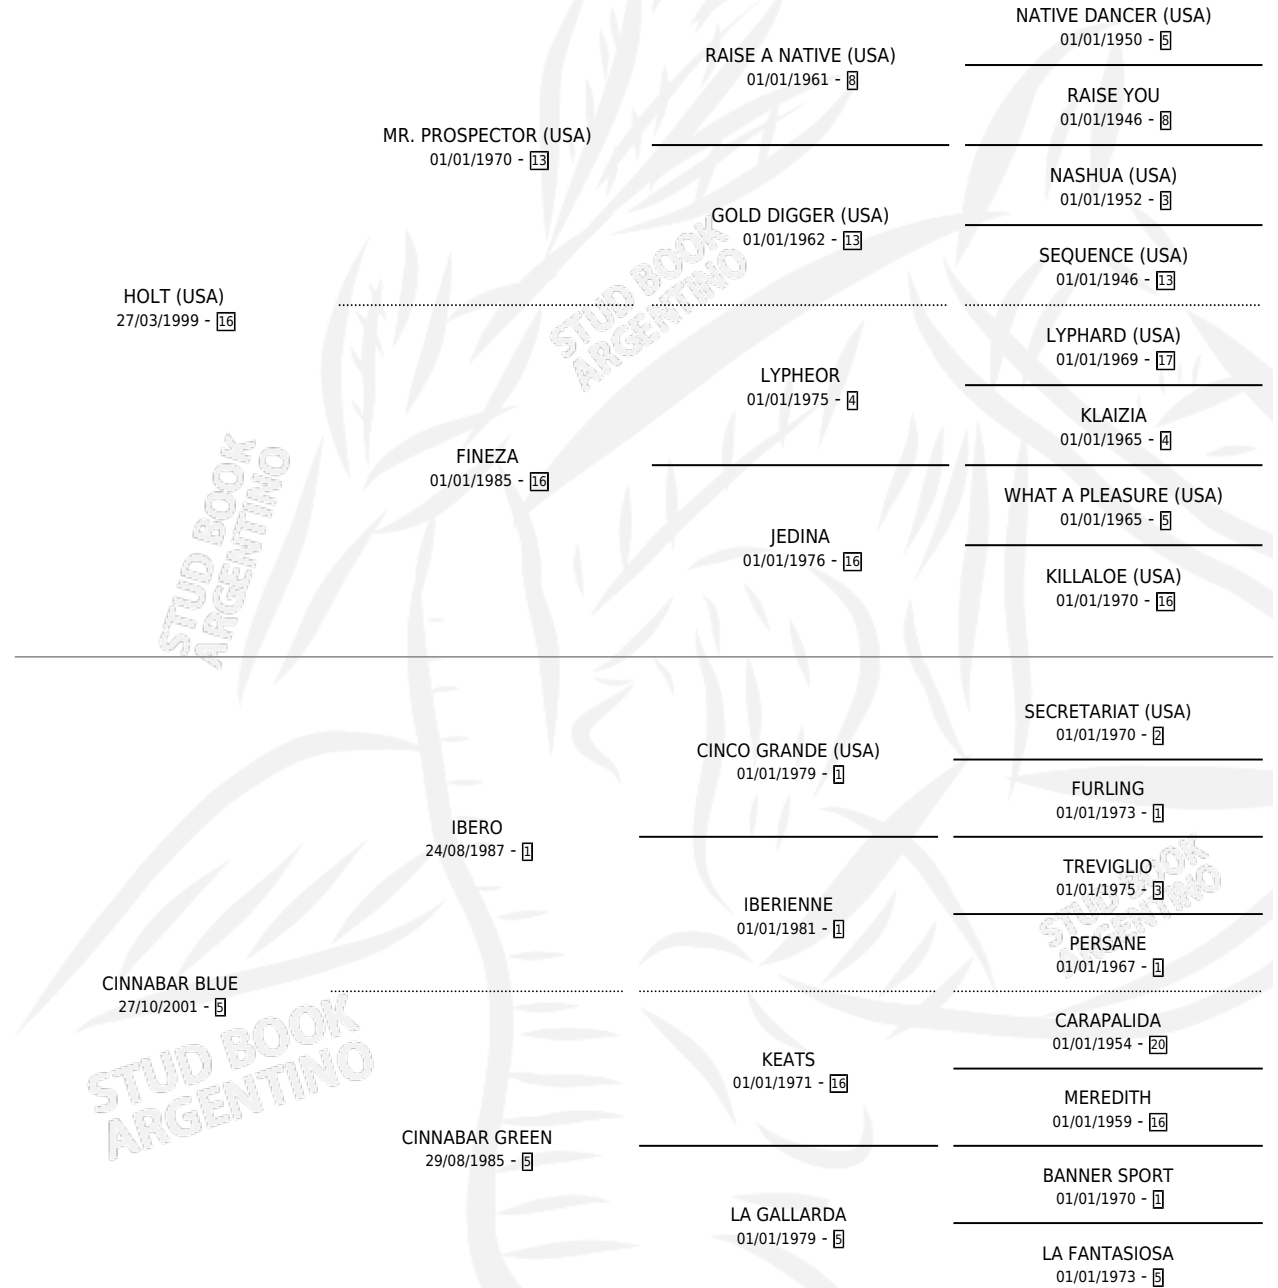 NATIVE DANCER (USA)
01/01/1950 - 5
RAISE A NATIVE (USA)
01/01/1961 - 8
RAISE YOU
01/01/1946 - 8
MR. PROSPECTOR (USA)
01/01/1970 - 13
NASHUA (USA)
01/01/1952 - 3
GOLD DIGGER (USA)
01/01/1962 - 13
SEQUENCE (USA)
01/01/1946 - 13
HOLT (USA)
27/03/1999 - 16
LYPHARD (USA)
01/01/1969 - 17
LYPHEOR
01/01/1975 - 4
KLAIZIA
01/01/1965 - 4
FINEZA
01/01/1985 - 16
WHAT A PLEASURE (USA)
01/01/1965 - 5
JEDINA
01/01/1976 - 16
KILLALOE (USA)
01/01/1970 - 16
SECRETARIAT (USA)
01/01/1970 - 2
CINCO GRANDE (USA)
01/01/1979 - 1
FURLING
01/01/1973 - 1
IBERO
24/08/1987 - 1
TREVIGLIO
01/01/1975 - 3
IBERIENNE
01/01/1981 - 1
PERSANE
01/01/1967 - 1
CINNABAR BLUE
27/10/2001 - 5
CARAPALIDA
01/01/1954 - 20
KEATS
01/01/1971 - 16
MEREDITH
01/01/1959 - 16
CINNABAR GREEN
29/08/1985 - 5
BANNER SPORT
01/01/1970 - 1
LA GALLARDA
01/01/1979 - 5
LA FANTASIOSA
01/01/1973 - 5
STUD BOOK
ARGENTINO
STUD BOOK
ARGENTINO
STUD BOOK
ARGENTINO
STUD BOOK
ARGENTINO